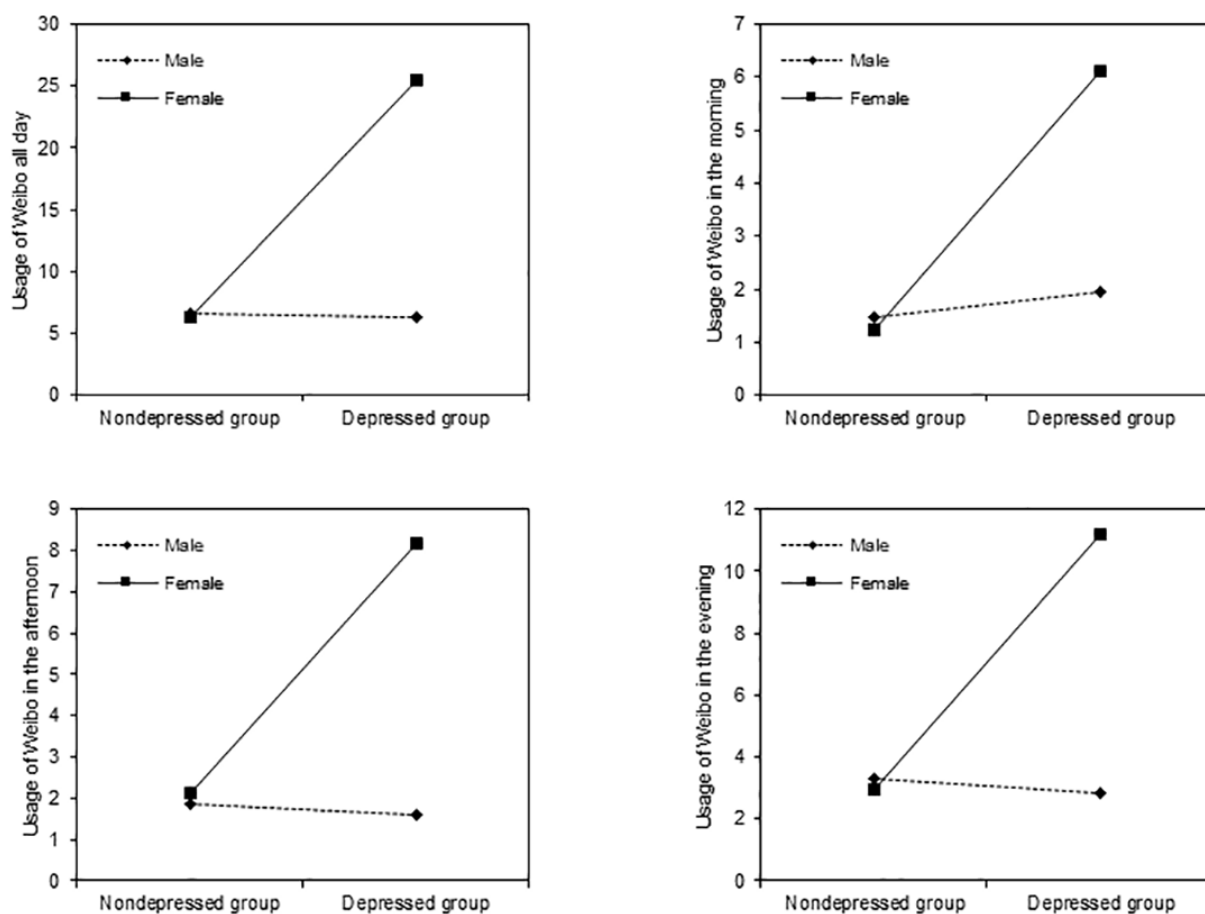 Usage of Weibo all day
30
25
20
15
10
5
0
Male
Female
Nondepressed group
Depressed group
Usage of Weibo in the morning
7
6
5
4
3
2
1
0
Male
Female
Nondepressed group
Depressed group
Usage of Weibo in the afternoon
9
8
7
6
5
4
3
2
1
0
Male
Female
Nondepressed group
Depressed group
Usage of Weibo in the evening
12
10
8
6
4
2
0
Male
Female
Nondepressed group
Depressed group